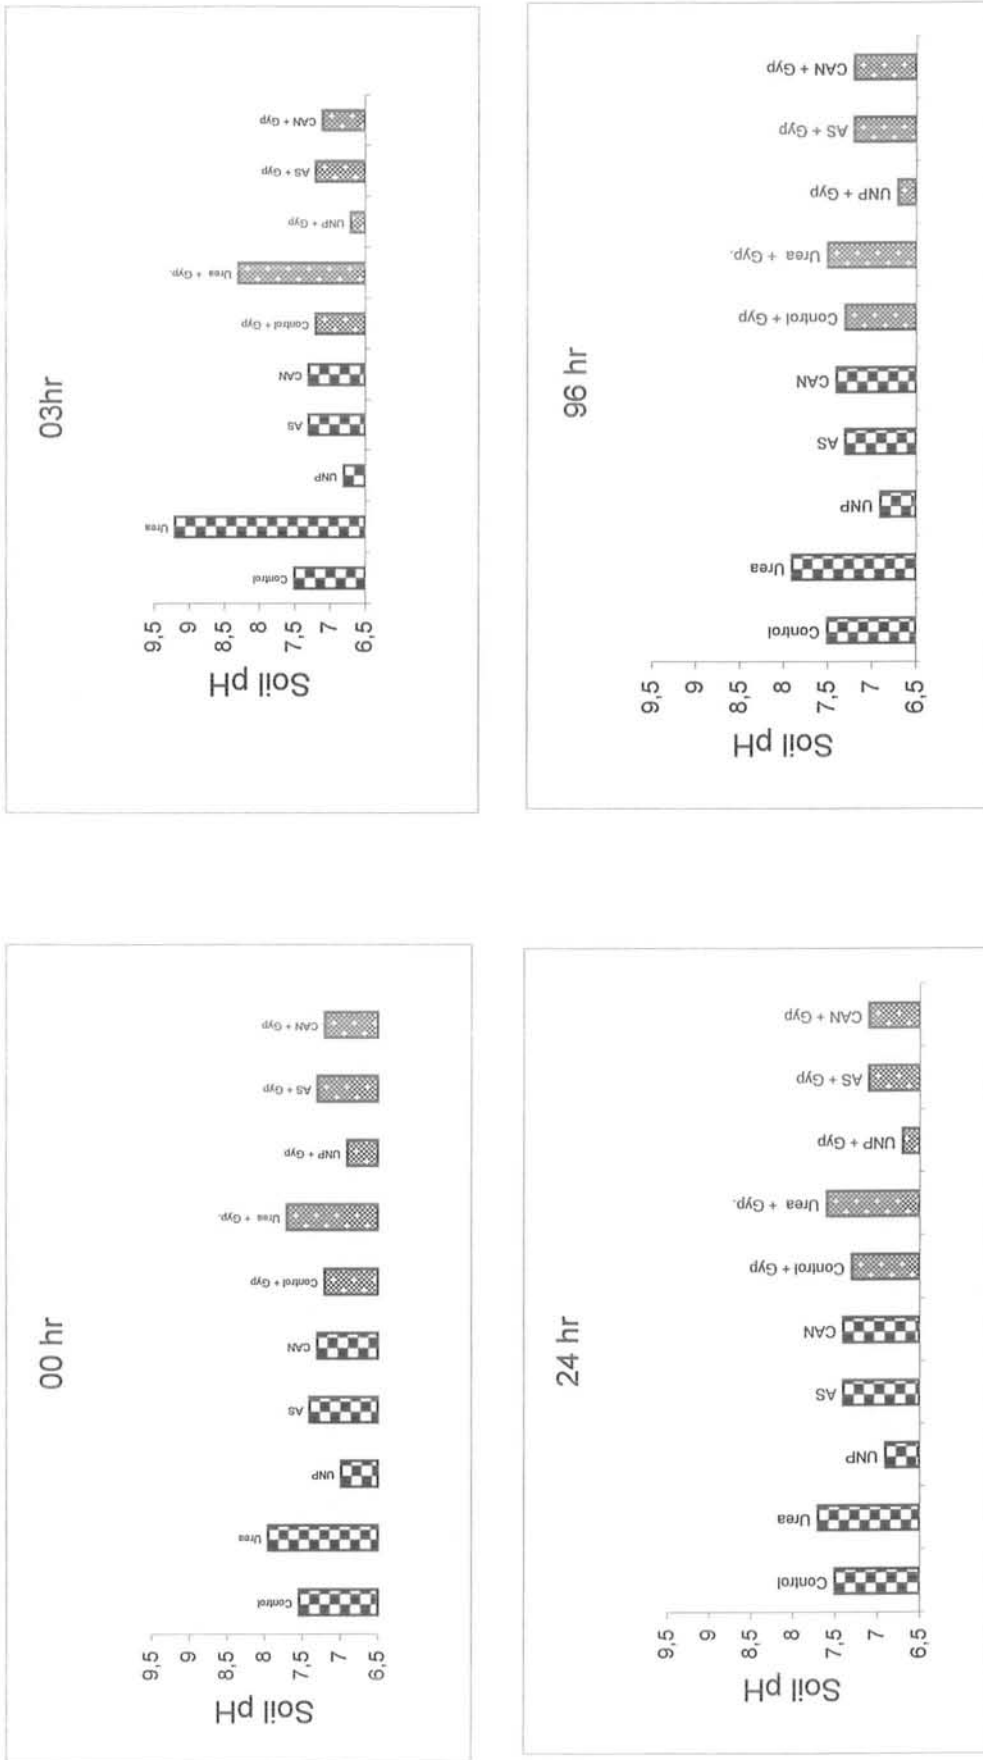 00 hr
Soil pH
9,5
9
8,5
8
7,5
7
6,5
Control
Urea
UNP
AS
CAN
Control + Gyp
Urea + Gyp.
UNP + Gyp
AS + Gyp
CAN + Gyp
03hr
Soil pH
9,5
9
8,5
8
7,5
7
6,5
Control
Urea
UNP
AS
CAN
Control + Gyp
Urea + Gyp.
UNP + Gyp
AS + Gyp
CAN + Gyp
24 hr
Soil pH
9,5
9
8,5
8
7,5
7
6,5
Control
Urea
UNP
AS
CAN
Control + Gyp
Urea + Gyp.
UNP + Gyp
AS + Gyp
CAN + Gyp
96 hr
Soil pH
9,5
9
8,5
8
7,5
7
6,5
Control
Urea
UNP
AS
CAN
Control + Gyp
Urea + Gyp.
UNP + Gyp
AS + Gyp
CAN + Gyp